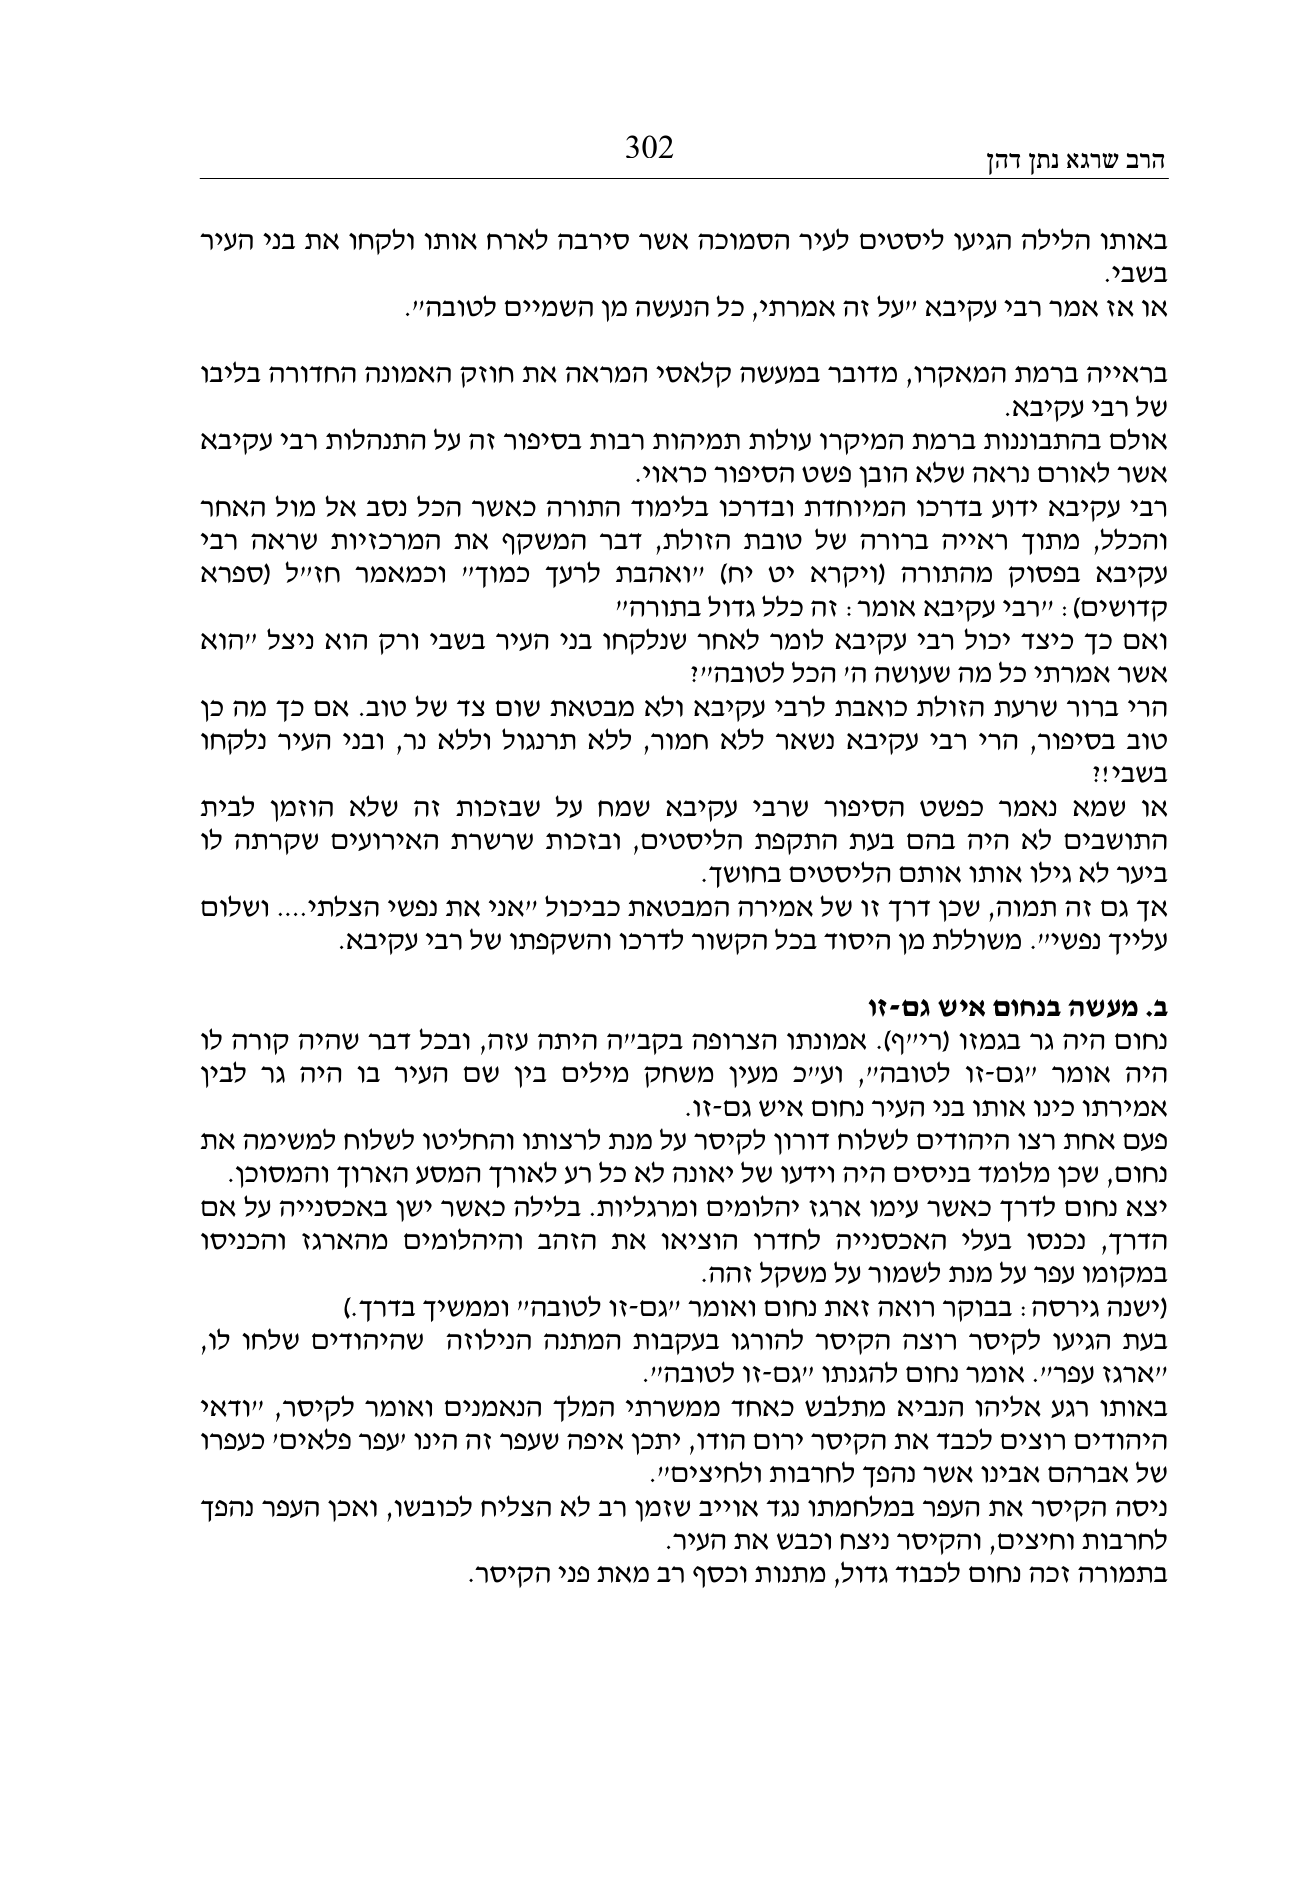 הרב שרגא נתן דהן
302
באותו הלילה הגיעו ליסטים לעיר הסמוכה אשר סירבה לארח אותו ולקחו את בני העיר
בשבי.
או אז אמר רבי עקיבא "על זה אמרתי, כל הנעשה מן השמיים לטובה".
בראייה ברמת המאקרו, מדובר במעשה קלאסי המראה את חוזק האמונה החדורה בליבו
של רבי עקיבא.
אולם בהתבוננות ברמת המיקרו עולות תמיהות רבות בסיפור זה על התנהלות רבי עקיבא
אשר לאורם נראה שלא הובן פשט הסיפור כראוי.
רבי עקיבא ידוע בדרכו המיוחדת ובדרכו בלימוד התורה כאשר הכל נסב אל מול האחר
והכלל, מתוך ראייה ברורה של טובת הזולת, דבר המשקף את המרכזיות שראה רבי
עקיבא בפסוק מהתורה (ויקרא יט יח) "ואהבת לרעך כמוך" וכמאמר חז"ל (ספרא
קדושים): "רבי עקיבא אומר: זה כלל גדול בתורה"
ואם כך כיצד יכול רבי עקיבא לומר לאחר שנלקחו בני העיר בשבי ורק הוא ניצל "הוא
אשר אמרתי כל מה שעושה ה' הכל לטובה"?
הרי ברור שרעת הזולת כואבת לרבי עקיבא ולא מבטאת שום צד של טוב. אם כך מה כן
טוב בסיפור, הרי רבי עקיבא נשאר ללא חמור, ללא תרנגול וללא נר, ובני העיר נלקחו
בשבי!?
או שמא נאמר כפשט הסיפור שרבי עקיבא שמח על שבזכות זה שלא הוזמן לבית
התושבים לא היה בהם בעת התקפת הליסטים, ובזכות שרשרת האירועים שקרתה לו
ביער לא גילו אותו אותם הליסטים בחושך.
אך גם זה תמוה, שכן דרך זו של אמירה המבטאת כביכול "אני את נפשי הצלתי.... ושלום
עלייך נפשי". משוללת מן היסוד בכל הקשור לדרכו והשקפתו של רבי עקיבא.
ב. מעשה בנחום איש גם-זו
נחום היה גר בגמזו (רי"ף). אמונתו הצרופה בקב"ה היתה עזה, ובכל דבר שהיה קורה לו
היה אומר "גם-זו לטובה", וע"כ מעין משחק מילים בין שם העיר בו היה גר לבין
אמירתו כינו אותו בני העיר נחום איש גם-זו.
פעם אחת רצו היהודים לשלוח דורון לקיסר על מנת לרצותו והחליטו לשלוח למשימה את
נחום, שכן מלומד בניסים היה וידעו של יאונה לא כל רע לאורך המסע הארוך והמסוכן.
יצא נחום לדרך כאשר עימו ארגז יהלומים ומרגליות. בלילה כאשר ישן באכסנייה על אם
הדרך, נכנסו בעלי האכסנייה לחדרו הוציאו את הזהב והיהלומים מהארגז והכניסו
במקומו עפר על מנת לשמור על משקל זהה.
(ישנה גירסה: בבוקר רואה זאת נחום ואומר "גם-זו לטובה" וממשיך בדרך.)
בעת הגיעו לקיסר רוצה הקיסר להורגו בעקבות המתנה הנילוזה שהיהודים שלחו לו,
"ארגז עפר". אומר נחום להגנתו "גם-זו לטובה".
באותו רגע אליהו הנביא מתלבש כאחד ממשרתי המלך הנאמנים ואומר לקיסר, "ודאי
היהודים רוצים לכבד את הקיסר ירום הודו, יתכן איפה שעפר זה הינו 'עפר פלאים' כעפרו
של אברהם אבינו אשר נהפך לחרבות ולחיצים".
ניסה הקיסר את העפר במלחמתו נגד אוייב שזמן רב לא הצליח לכובשו, ואכן העפר נהפך
לחרבות וחיצים, והקיסר ניצח וכבש את העיר.
בתמורה זכה נחום לכבוד גדול, מתנות וכסף רב מאת פני הקיסר.